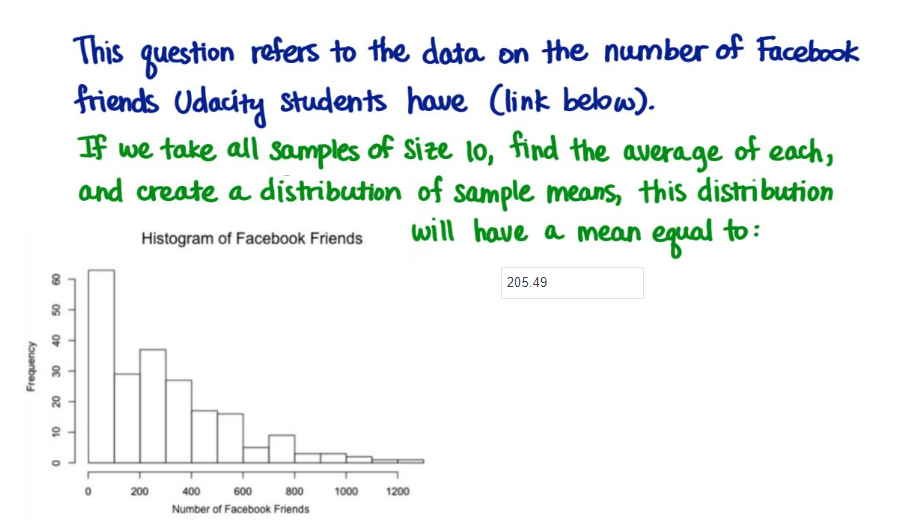 This question refers to the data on the number of Facebook
friends Udacity students have (link below).
If we take all samples of size 10, find the average of each,
and create a distribution of sample means, this distribution
will have a mean equal to:
205.49
Histogram of Facebook Friends
Frequency
60
50
40
30
20
10
0
0 200 400 600 800 1000 1200
Number of Facebook Friends